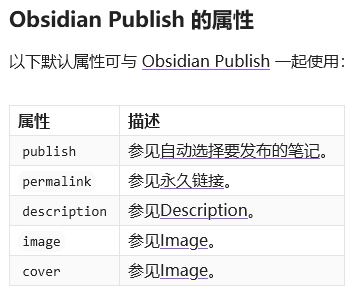 Obsidian Publish 的属性
以下默认属性可与 Obsidian Publish 一起使用：
属性 描述
publish 参见自动选择要发布的笔记。
permalink 参见永久链接。
description 参见Description。
image 参见Image。
cover 参见Image。